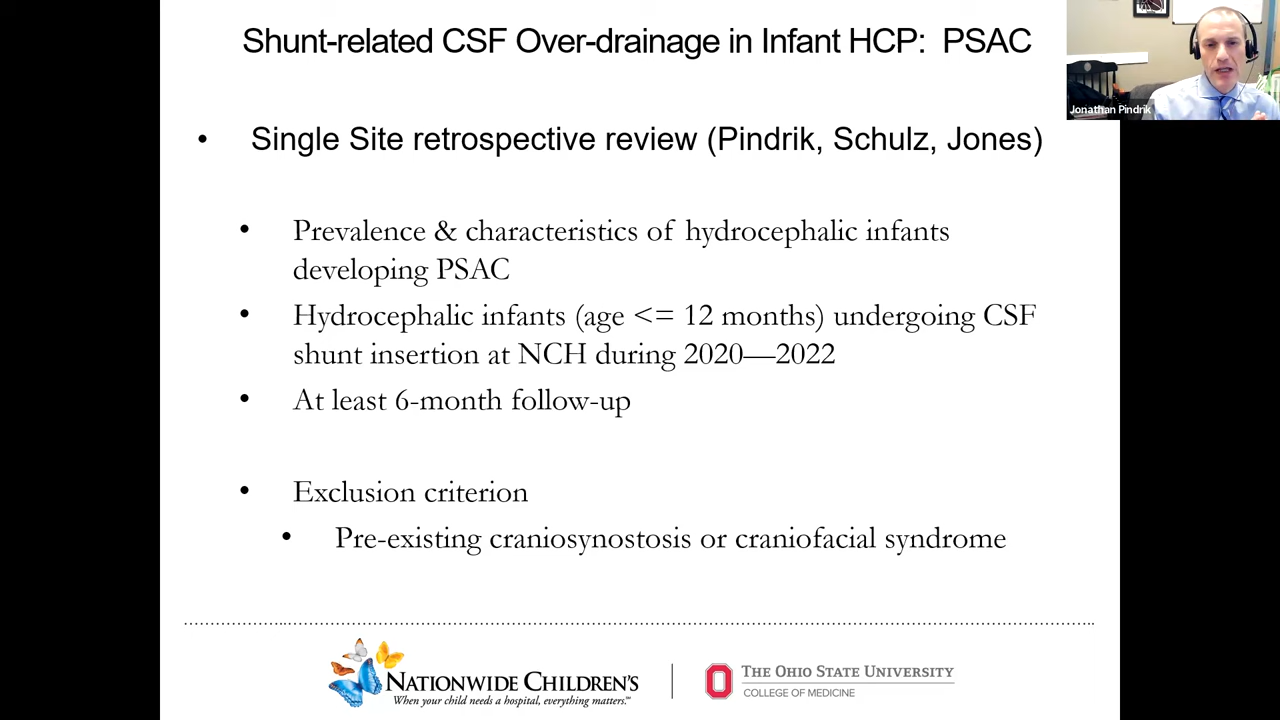 Shunt-related CSF Over-drainage in Infant HCP: PSAC
Jonathan Pindrik
• Single Site retrospective review (Pindrik, Schulz, Jones)
• Prevalence & characteristics of hydrocephalic infants
developing PSAC
• Hydrocephalic infants (age <= 12 months) undergoing CSF
shunt insertion at NCH during 2020—2022
• At least 6-month follow-up
• Exclusion criterion
• Pre-existing craniosynostosis or craniofacial syndrome
NATIONWIDE CHILDREN'S
When your child needs a hospital, everything matters.™
THE OHIO STATE UNIVERSITY
COLLEGE OF MEDICINE